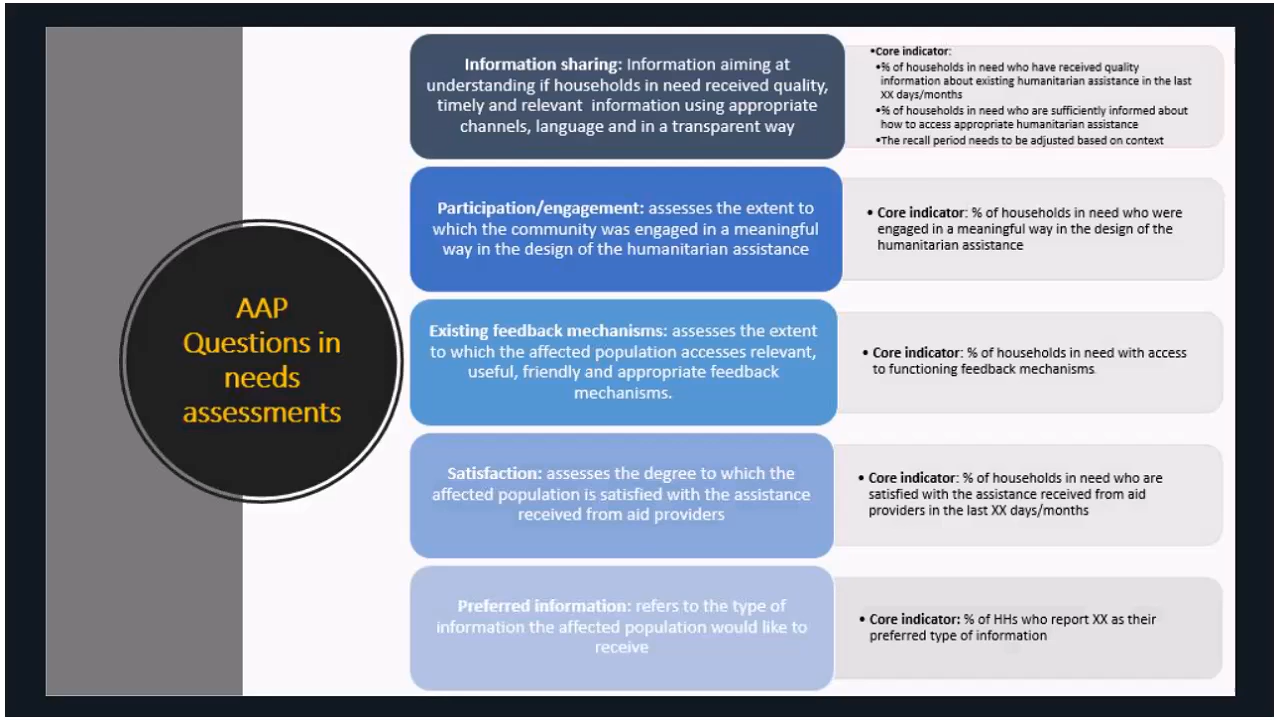 AAP
Questions in
needs
assessments
Information sharing: Information aiming at
understanding if households in need received quality,
timely and relevant information using appropriate
channels, language and in a transparent way
•Core indicator:
•% of households in need who have received quality
information about existing humanitarian assistance in the last
XX days/months
•% of households in need who are sufficiently informed about
how to access appropriate humanitarian assistance
•The recall period needs to be adjusted based on context
Participation/engagement: assesses the extent to
which the community was engaged in a meaningful
way in the design of the humanitarian assistance
• Core indicator: % of households in need who were
engaged in a meaningful way in the design of the
humanitarian assistance
Existing feedback mechanisms: assesses the extent
to which the affected population accesses relevant,
useful, friendly and appropriate feedback
mechanisms.
• Core indicator: % of households in need with access
to functioning feedback mechanisms
Satisfaction: assesses the degree to which the
affected population is satisfied with the assistance
received from aid providers
• Core indicator: % of households in need who are
satisfied with the assistance received from aid
providers in the last XX days/months
Preferred information: refers to the type of
information the affected population would like to
receive
• Core indicator: % of HHs who report XX as their
preferred type of information